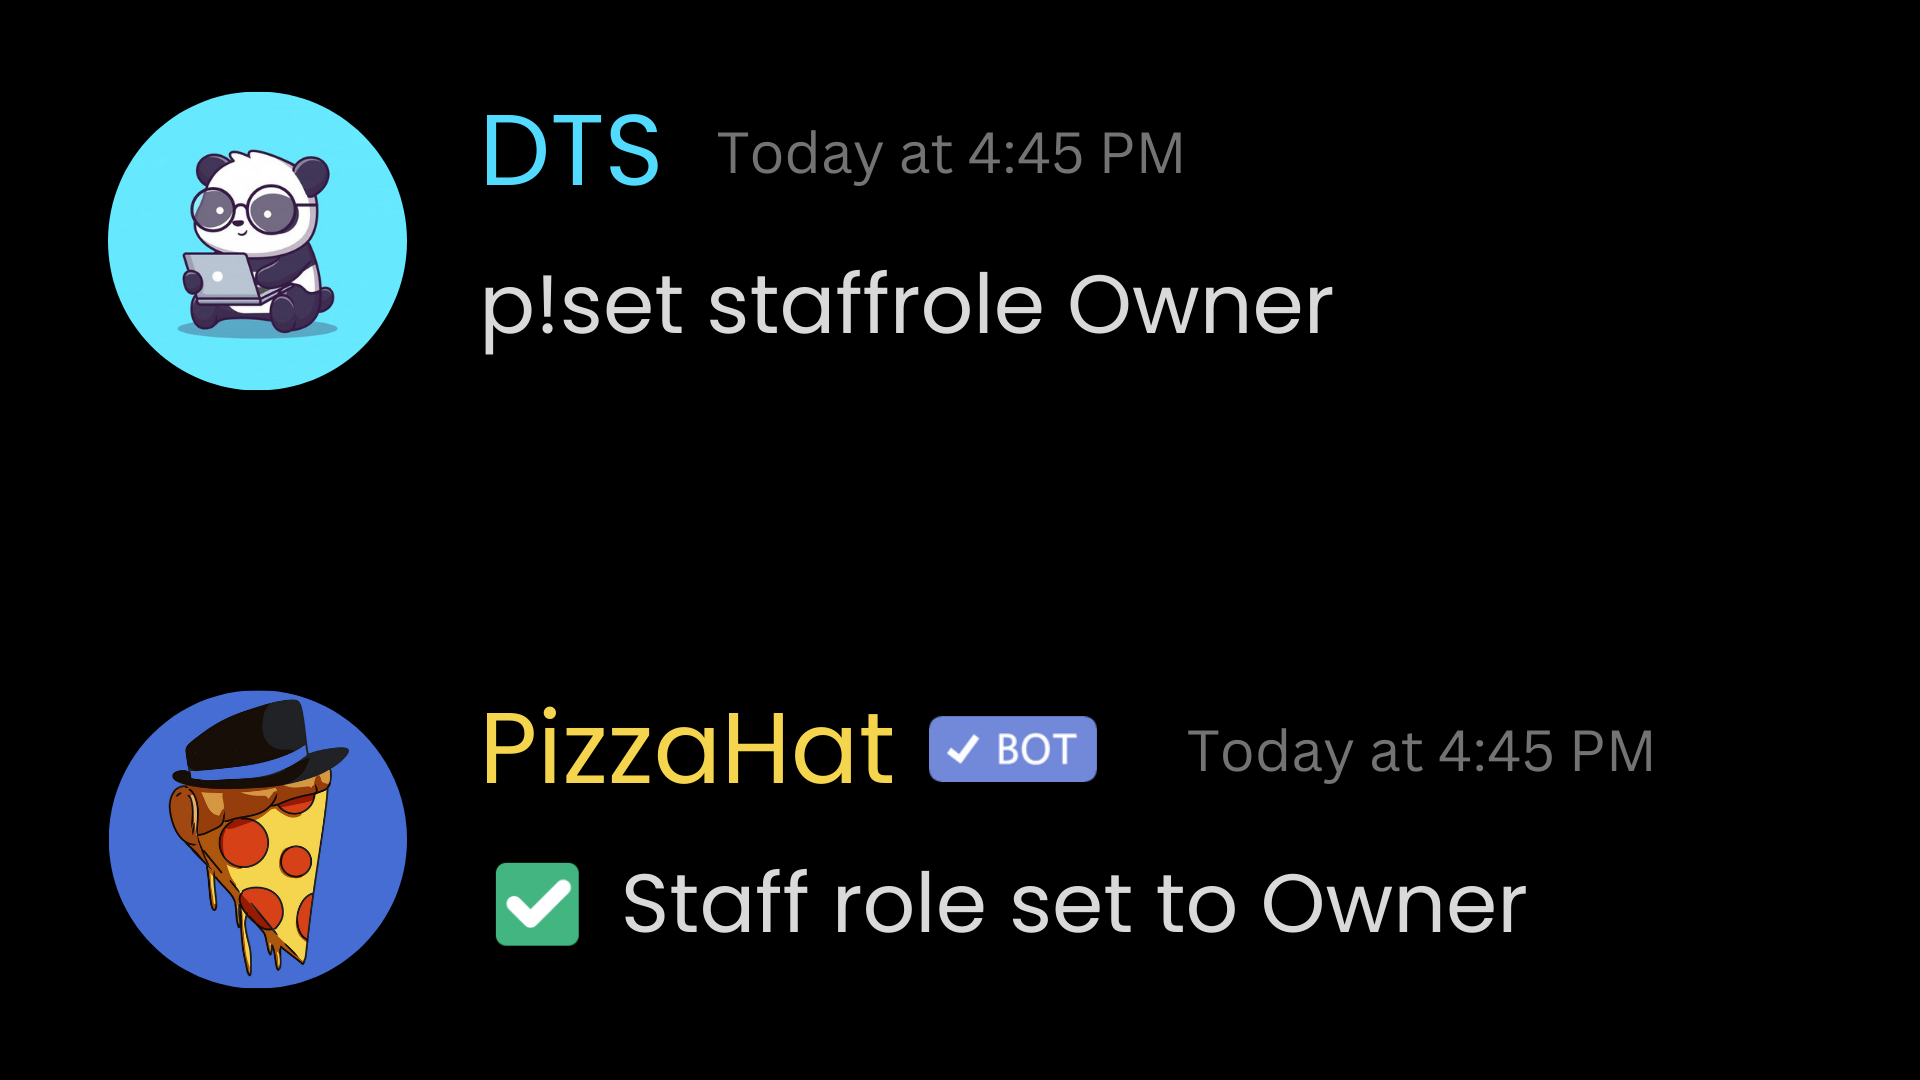 DTS Today at 4:45 PM
p!set staffrole Owner
PizzaHat ✓ BOT Today at 4:45 PM
✅ Staff role set to Owner